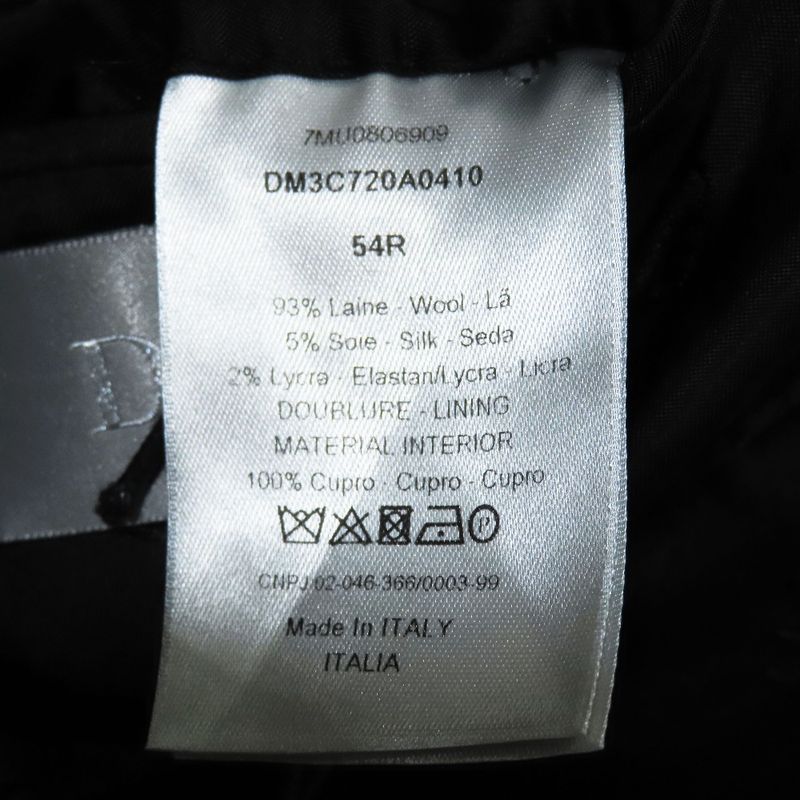 7MU0806909
DM3C720A0410
54R
93% Laine - Wool - Lã
5% Soie - Silk - Seda
2% Lycra - Elastan/Lycra - Licra
DOUBLURE - LINING
MATERIAL INTERIOR
100% Cupro - Cupro - Cupro
P
CNPJ 02-046-366/0003-99
Made In ITALY
ITALIA
D